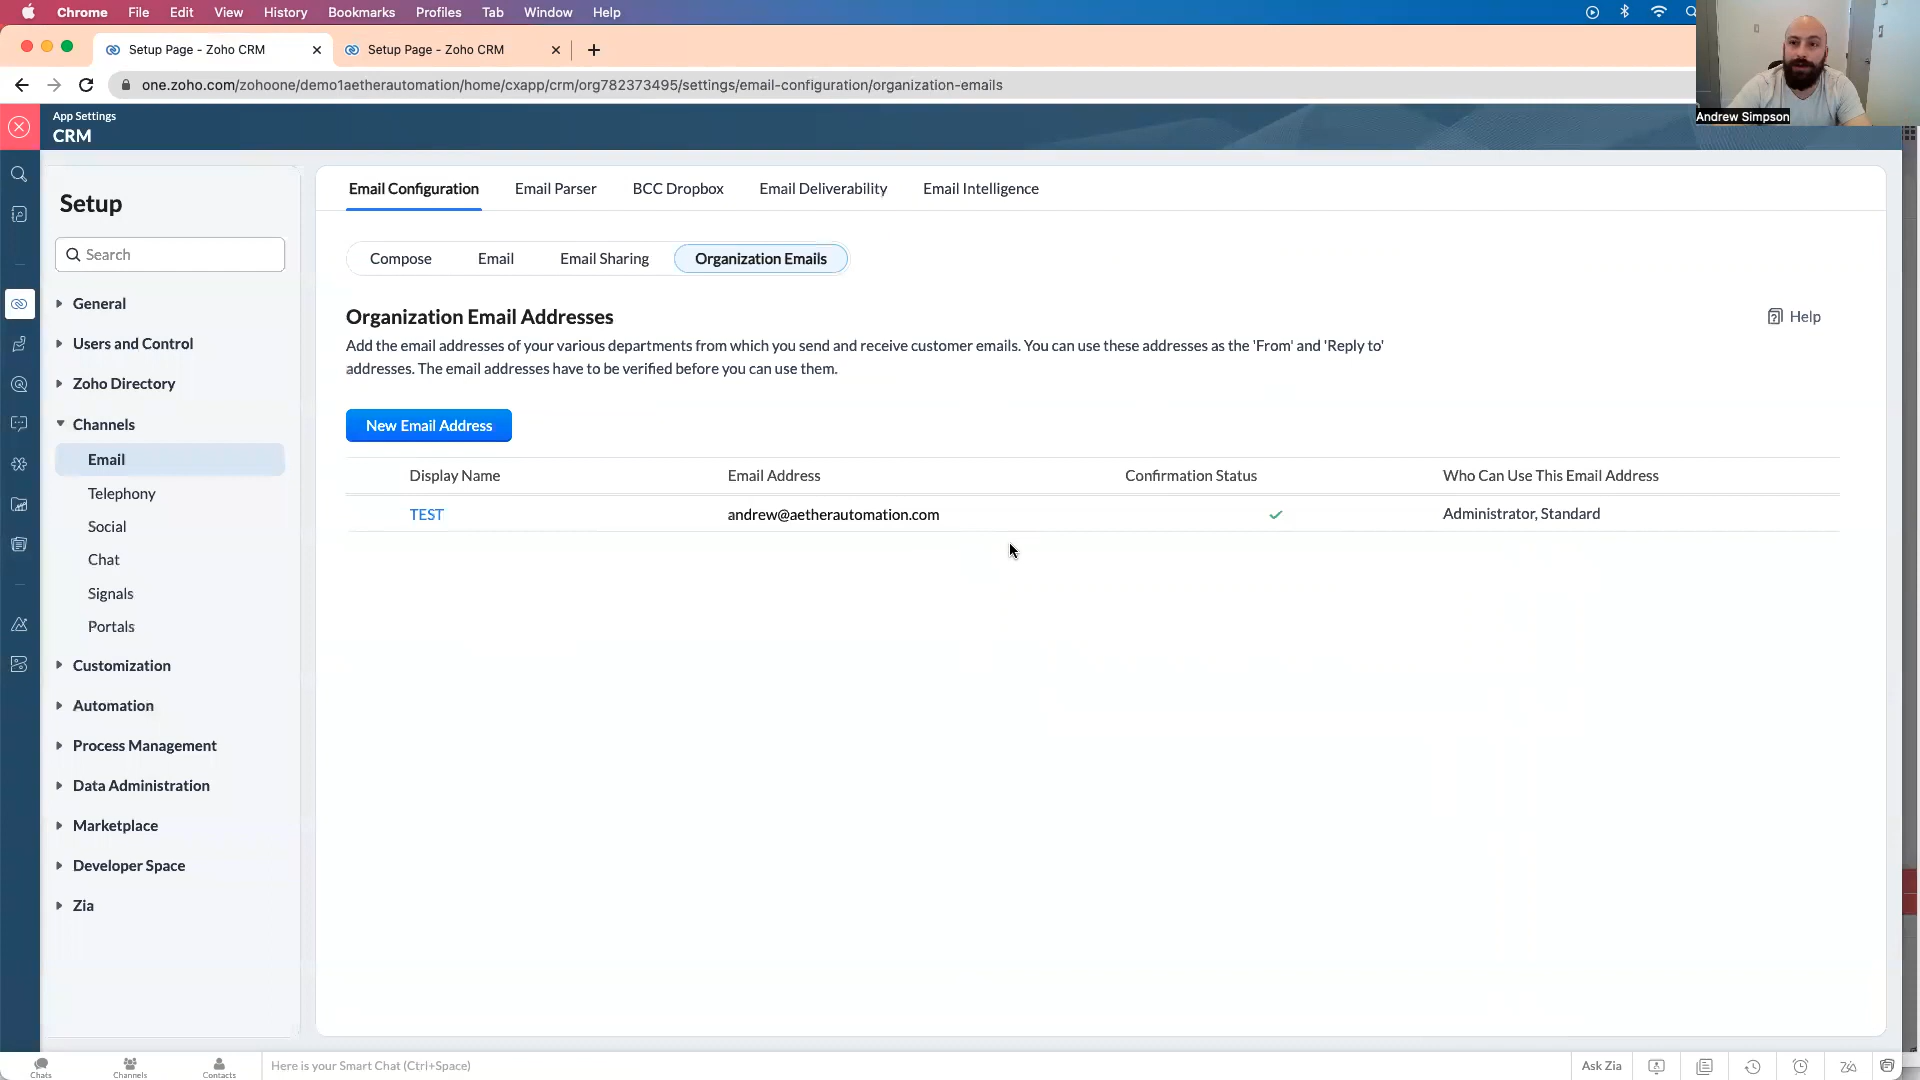 Chrome File Edit View History Bookmarks Profiles Tab Window Help
Setup Page - Zoho CRM
Setup Page - Zoho CRM
one.zoho.com/zohoone/demo1aetherautomation/home/cxapp/crm/org782373495/settings/email-configuration/organization-emails
Andrew Simpson
App Settings
CRM
Setup
Search
General
Users and Control
Zoho Directory
Channels
Email
Telephony
Social
Chat
Signals
Portals
Customization
Automation
Process Management
Data Administration
Marketplace
Developer Space
Zia
Email Configuration Email Parser BCC Dropbox Email Deliverability Email Intelligence
Compose Email Email Sharing Organization Emails
Organization Email Addresses
Help
Add the email addresses of your various departments from which you send and receive customer emails. You can use these addresses as the 'From' and 'Reply to'
addresses. The email addresses have to be verified before you can use them.
New Email Address
Display Name Email Address Confirmation Status Who Can Use This Email Address
TEST andrew@aetherautomation.com Administrator, Standard
Chats Channels Contacts Here is your Smart Chat (Ctrl+Space) Ask Zia